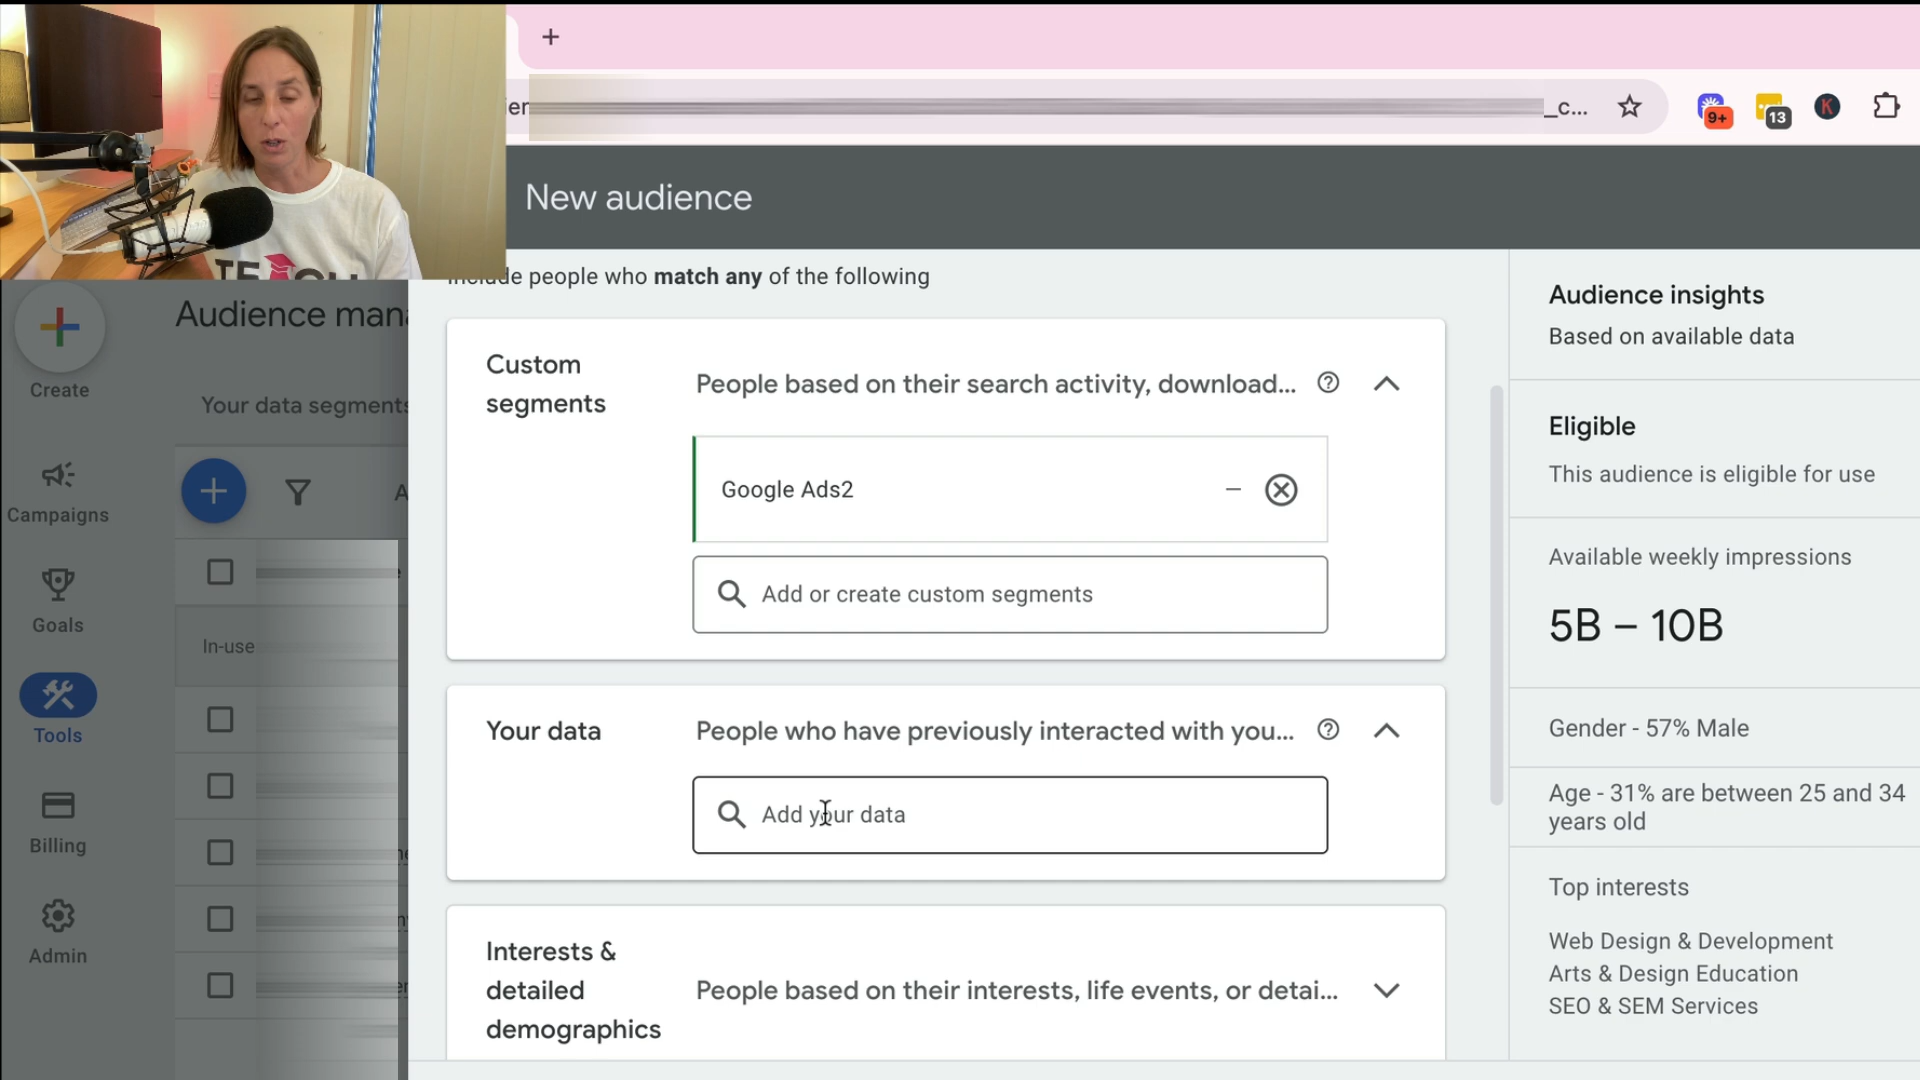 _c...
9+
13
K
New audience
people who match any of the following
Audience insights
Based on available data
Custom segments
People based on their search activity, download...
Google Ads2
Add or create custom segments
Eligible
This audience is eligible for use
Available weekly impressions
5B – 10B
Your data
People who have previously interacted with you...
Add your data
Gender - 57% Male
Age - 31% are between 25 and 34
years old
Top interests
Web Design & Development
Arts & Design Education
SEO & SEM Services
Interests &
detailed
demographics
People based on their interests, life events, or detai...
Create
Audience mana
Your data segments
Campaigns
Goals
In-use
Tools
Billing
Admin